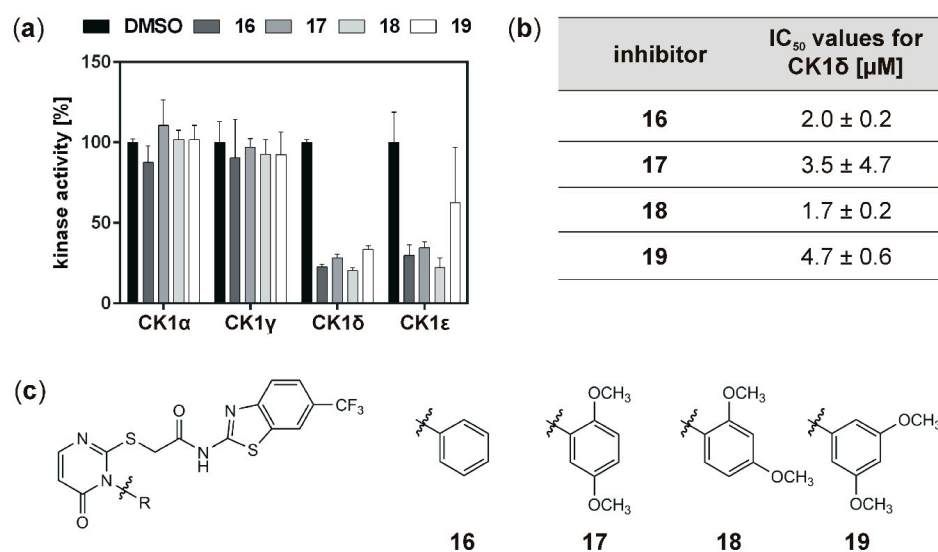 (a)
DMSO 16 17 18 19
150
100
50
0
kinase activity [%]
CK1α CK1γ CK1δ CK1ε
(b)
inhibitor IC₅₀ values for
CK1δ [µM]
16 2.0 ± 0.2
17 3.5 ± 4.7
18 1.7 ± 0.2
19 4.7 ± 0.6
(c)
N S O N H N S CF₃
N R O
OCH₃ OCH₃
OCH₃ OCH₃
OCH₃ OCH₃
16 17 18 19